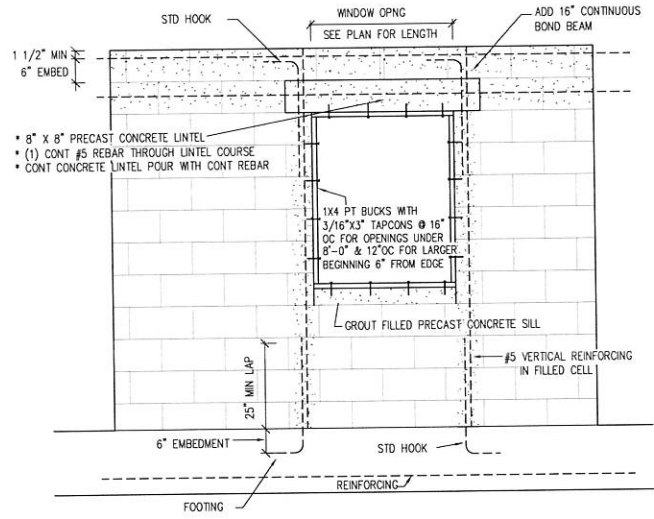 WINDOW OPNG
SEE PLAN FOR LENGTH
STD HOOK
ADD 16" CONTINUOUS
BOND BEAM
1 1/2" MIN
6" EMBED
* 8" X 8" PRECAST CONCRETE LINTEL
* (1) CONT #5 REBAR THROUGH LINTEL COURSE
* CONT CONCRETE LINTEL POUR WITH CONT REBAR
1X4 PT BUCKS WITH
3/16"X3" TAPCONS @ 16"
OC FOR OPENINGS UNDER
8'-0" & 12"OC FOR LARGER
BEGINNING 6" FROM EDGE
GROUT FILLED PRECAST CONCRETE SILL
#5 VERTICAL REINFORCING
IN FILLED CELL
25" MIN LAP
6" EMBEDMENT
STD HOOK
REINFORCING
FOOTING